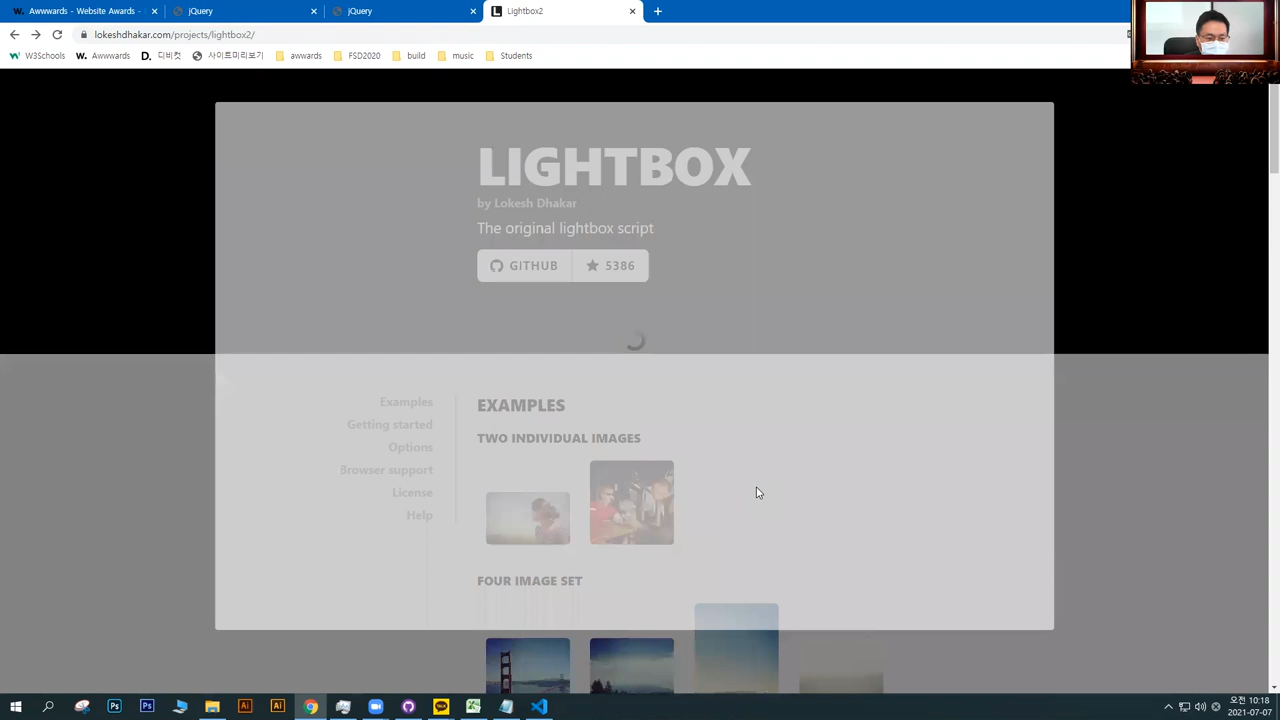 Awwwards - Website Awards -
jQuery
jQuery
Lightbox2
lokeshdhakar.com/projects/lightbox2/
W3Schools
Awwwards
디비컷
사이트미리보기
awwards
FSD2020
build
music
Students
LIGHTBOX
by Lokesh Dhakar
The original lightbox script
GITHUB
5386
Examples
Getting started
Options
Browser support
License
Help
EXAMPLES
TWO INDIVIDUAL IMAGES
FOUR IMAGE SET
오전 10:18
2021-07-07